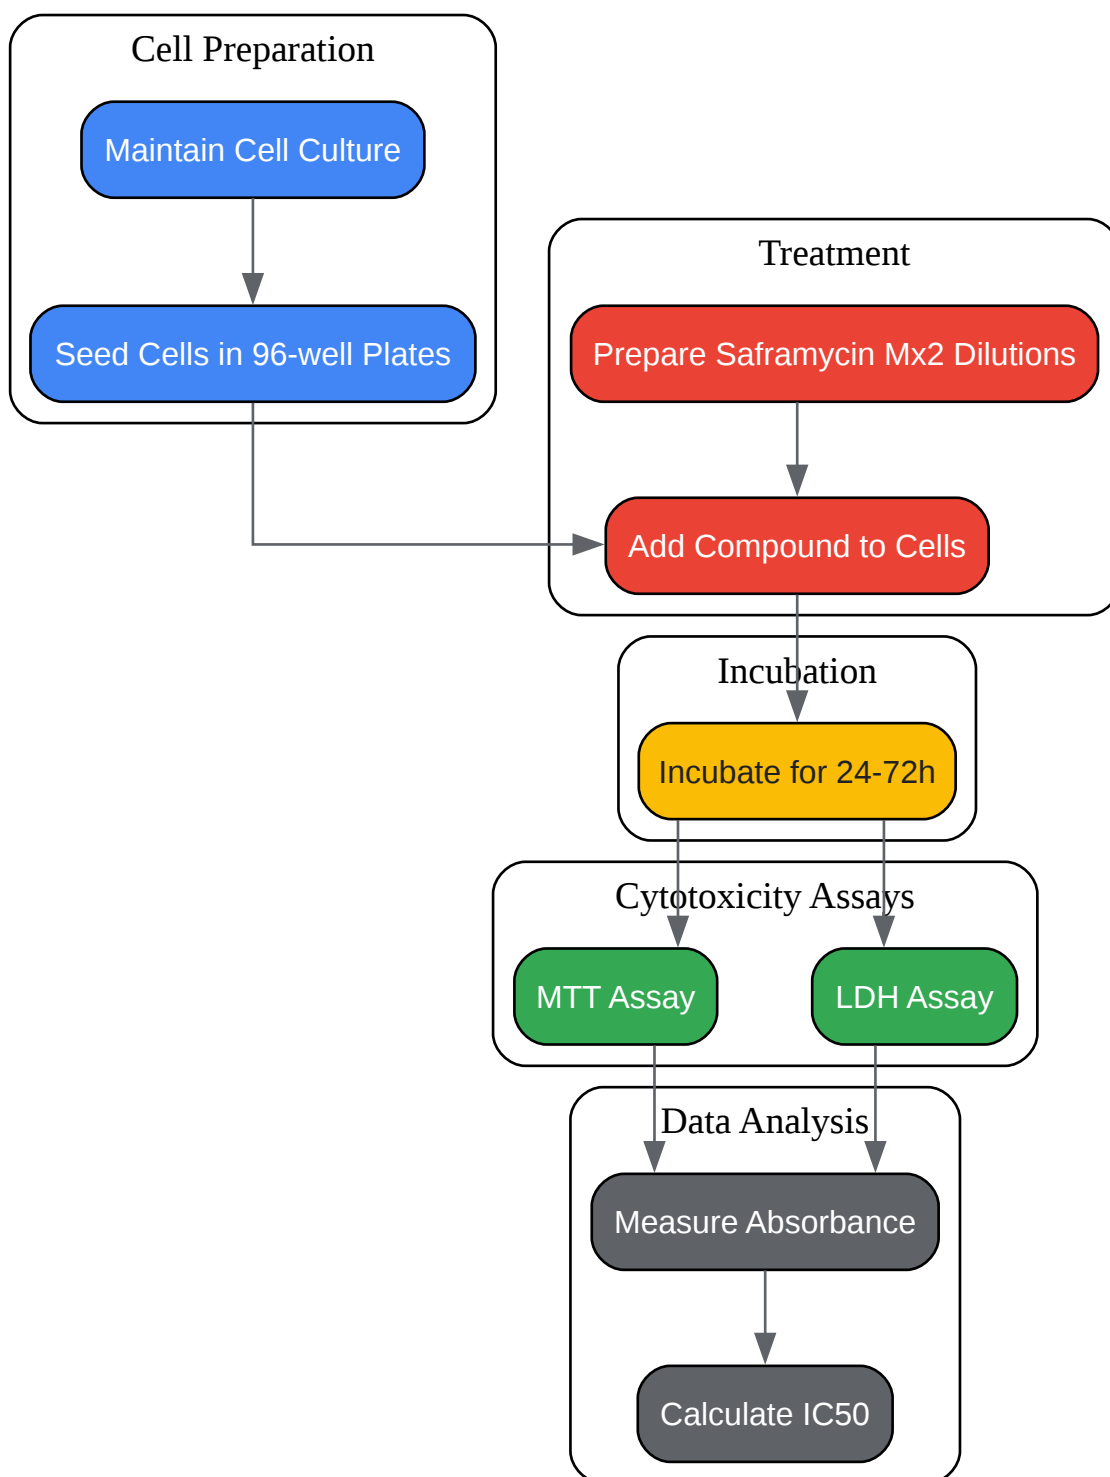 Cell Preparation
Maintain Cell Culture
Seed Cells in 96-well Plates
Treatment
Prepare Saframycin Mx2 Dilutions
Add Compound to Cells
Incubation
Incubate for 24-72h
Cytotoxicity Assays
MTT Assay
LDH Assay
Data Analysis
Measure Absorbance
Calculate IC50